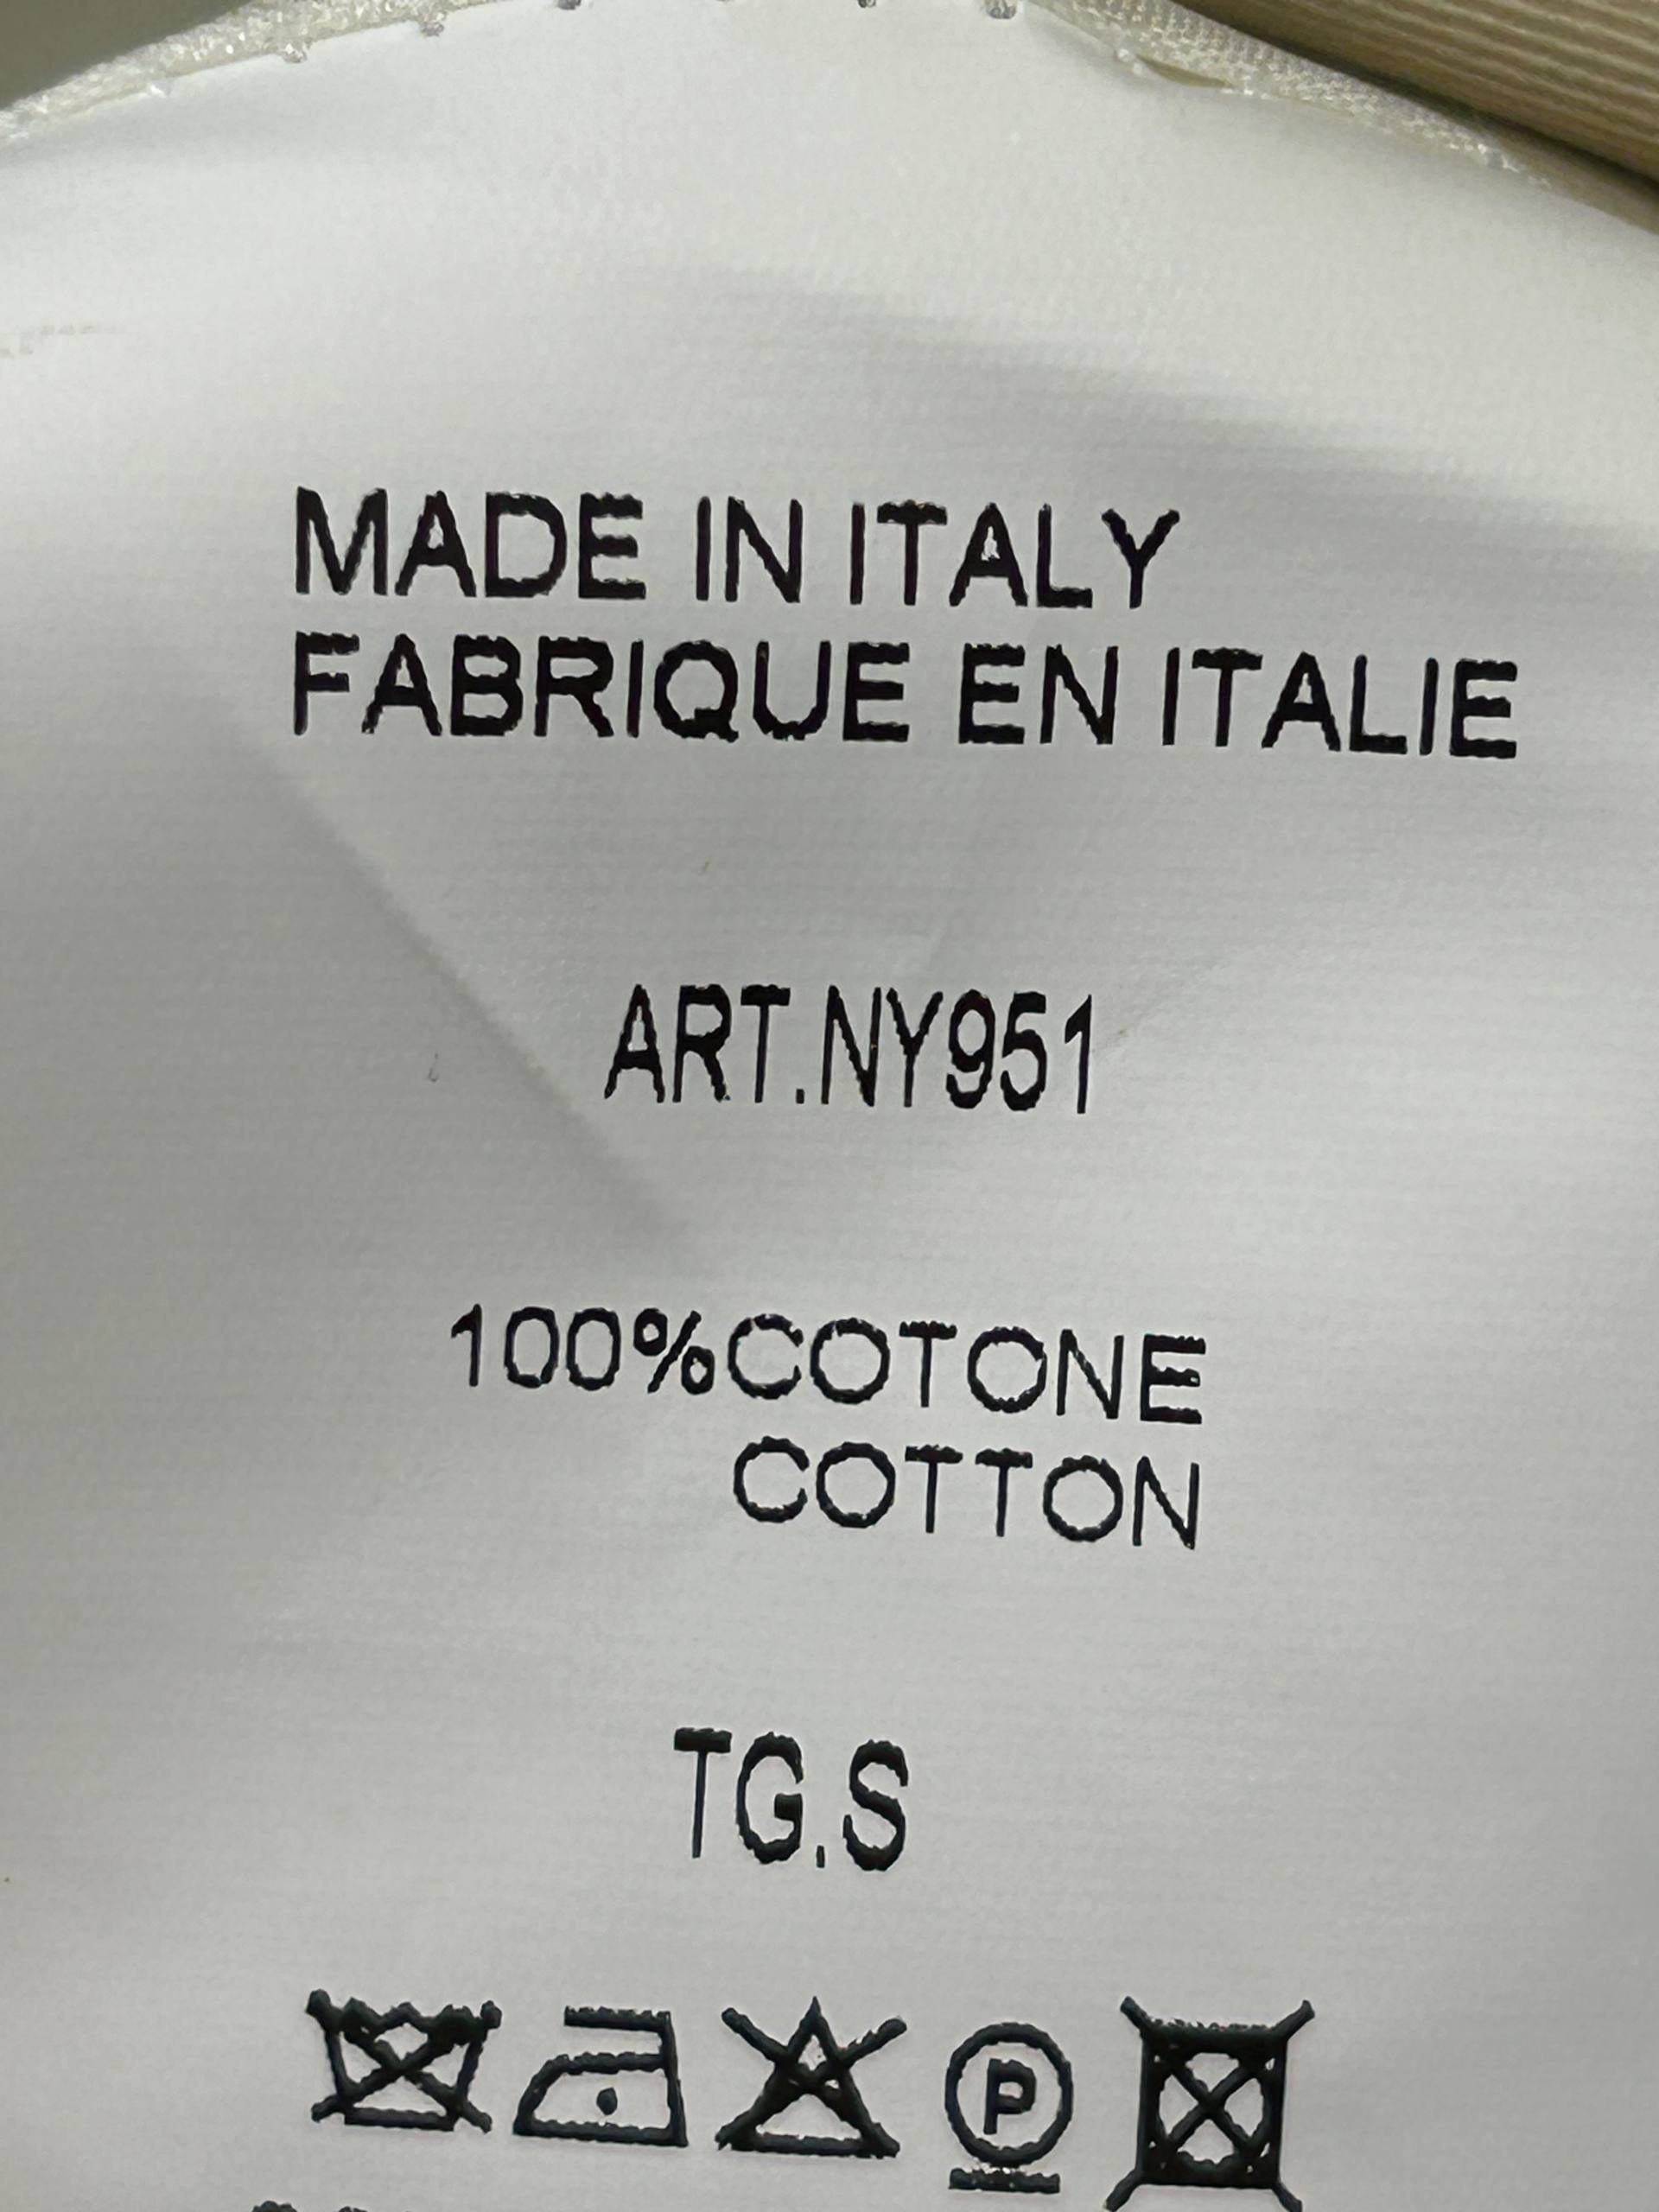 MADE IN ITALY
FABRIQUE EN ITALIE
ART.NY951
100%COTONE
COTTON
TG.S
P